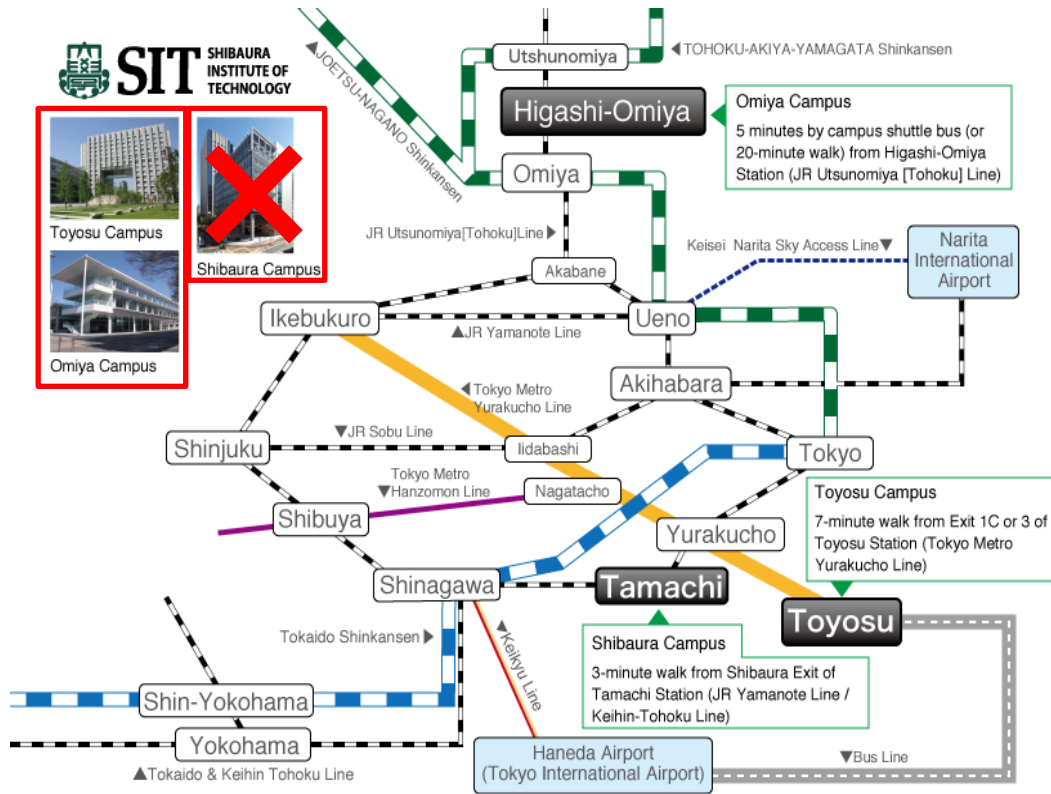 SIT
SHIBAURA
INSTITUTE OF
TECHNOLOGY
Toyosu Campus
Shibaura Campus
Omiya Campus
▲JOETSU-NAGANO Shinkansen
Utshunomiya
◀TOHOKU-AKIYA-YAMAGATA Shinkansen
Higashi-Omiya
Omiya Campus
5 minutes by campus shuttle bus (or
20-minute walk) from Higashi-Omiya
Station (JR Utsunomiya [Tohoku] Line)
Omiya
JR Utsunomiya[Tohoku]Line▶
Akabane
Keisei Narita Sky Access Line▼
Narita
International
Airport
Ikebukuro
▲JR Yamanote Line
Ueno
◀Tokyo Metro
Yurakucho Line
Akihabara
Shinjuku
▼JR Sobu Line
Iidabashi
Tokyo
Tokyo Metro
▼Hanzomon Line
Nagatacho
Shibuya
Yurakucho
Toyosu Campus
7-minute walk from Exit 1C or 3 of
Toyosu Station (Tokyo Metro
Yurakucho Line)
Shinagawa
Tamachi
Toyosu
Tokaido Shinkansen▶
▼Keikyu Line
Shibaura Campus
3-minute walk from Shibaura Exit of
Tamachi Station (JR Yamanote Line /
Keihin-Tohoku Line)
Shin-Yokohama
Yokohama
▲Tokaido & Keihin Tohoku Line
Haneda Airport
(Tokyo International Airport)
▼Bus Line